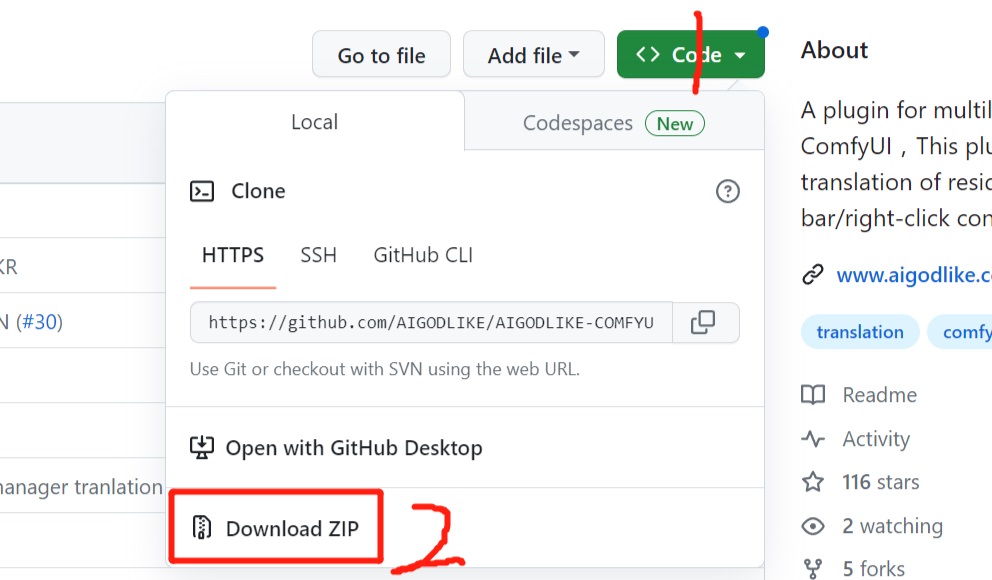 Go to file
Add file
Code
1
Local
Codespaces
New
Clone
HTTPS
SSH
GitHub CLI
https://github.com/AIGODLIKE/AIGODLIKE-COMFYU
Use Git or checkout with SVN using the web URL.
Open with GitHub Desktop
Download ZIP
2
KR
N (#30)
manager tranlation
About
A plugin for multil
ComfyUI，This plu
translation of resid
bar/right-click con
www.aigodlike.c
translation
comfy
Readme
Activity
116 stars
2 watching
5 forks